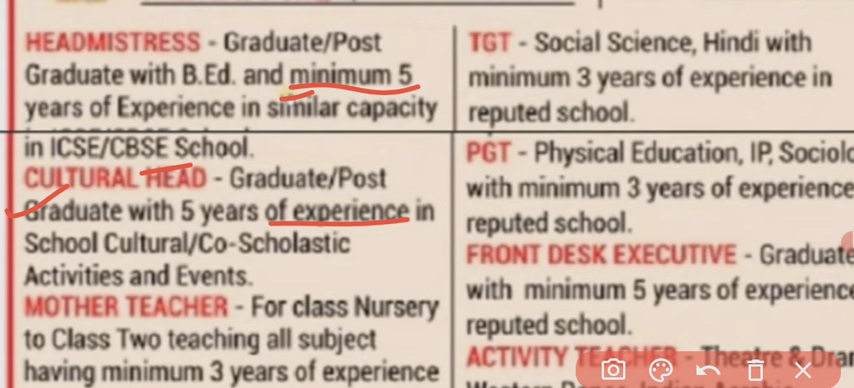 HEADMISTRESS - Graduate/Post
Graduate with B.Ed. and minimum 5
years of Experience in similar capacity
in ICSE/CBSE School.
CULTURAL HEAD - Graduate/Post
Graduate with 5 years of experience in
School Cultural/Co-Scholastic
Activities and Events.
MOTHER TEACHER - For class Nursery
to Class Two teaching all subject
having minimum 3 years of experience
TGT - Social Science, Hindi with
minimum 3 years of experience in
reputed school.
PGT - Physical Education, IP, Sociolo
with minimum 3 years of experience
reputed school.
FRONT DESK EXECUTIVE - Graduate
with minimum 5 years of experience
reputed school.
ACTIVITY TEACHER - Theatre & Dra